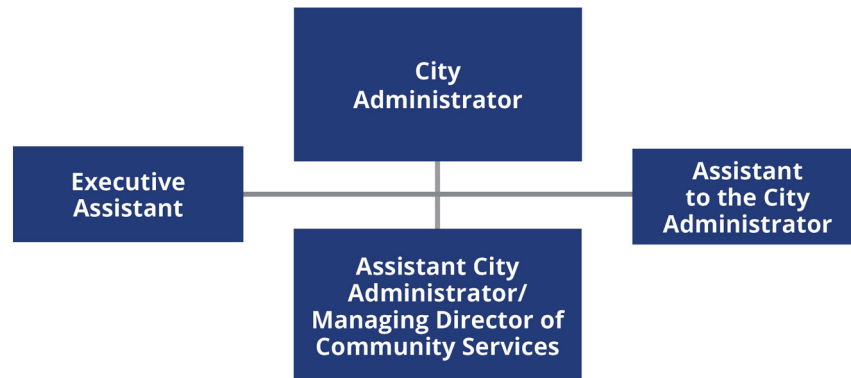 City
Administrator
Executive
Assistant
Assistant
to the City
Administrator
Assistant City
Administrator/
Managing Director of
Community Services